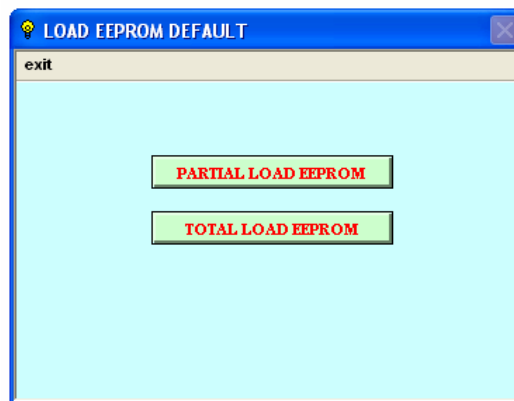 LOAD EEPROM DEFAULT
exit
PARTIAL LOAD EEPROM
TOTAL LOAD EEPROM